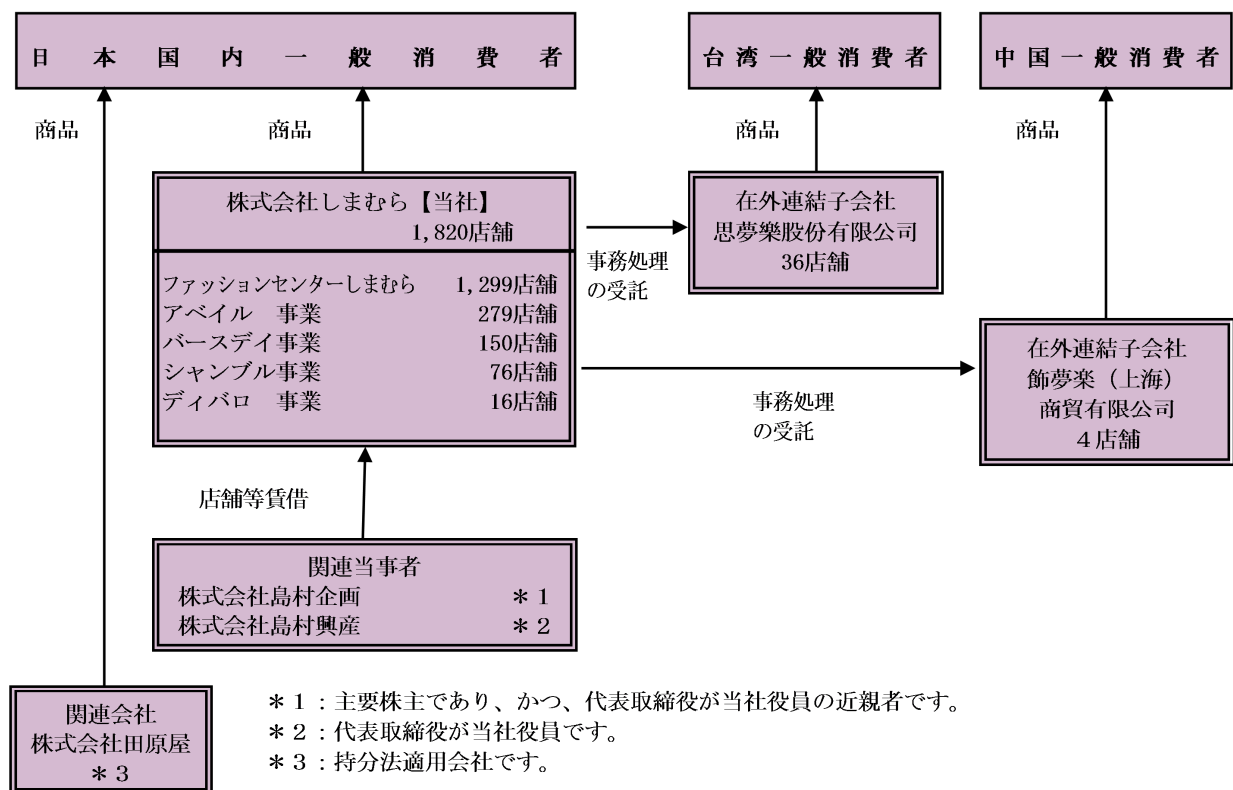 日本国内一般消費者
台湾一般消費者
中国一般消費者
商品
商品
商品
商品
株式会社しまむら【当社】
1,820店舗
ファッションセンターしまむら 1,299店舗
アベイル 事業 279店舗
バースデイ事業 150店舗
シャンブル事業 76店舗
ディバロ 事業 16店舗
事務処理
の受託
在外連結子会社
思夢樂股份有限公司
36店舗
事務処理
の受託
在外連結子会社
飾夢楽（上海）
商貿有限公司
４店舗
店舗等賃借
関連当事者
株式会社島村企画 ＊１
株式会社島村興産 ＊２
関連会社
株式会社田原屋
＊３
＊１：主要株主であり、かつ、代表取締役が当社役員の近親者です。
＊２：代表取締役が当社役員です。
＊３：持分法適用会社です。